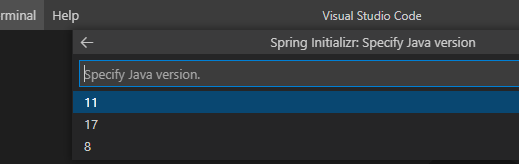 rminal Help Visual Studio Code
Spring Initializr: Specify Java version
Specify Java version.
11
17
8